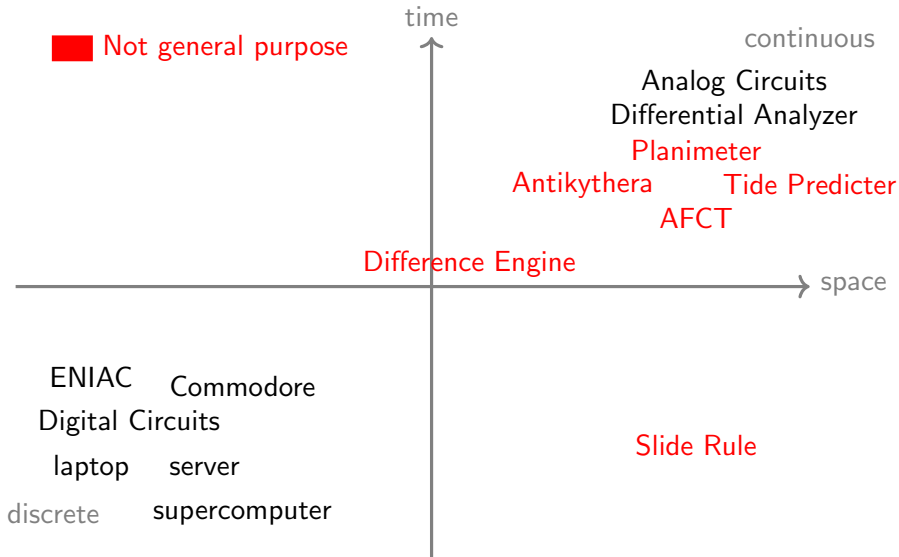 time
Not general purpose
continuous
Analog Circuits
Differential Analyzer
Planimeter
Antikythera
Tide Predicter
AFCT
Difference Engine
space
ENIAC
Commodore
Digital Circuits
laptop
server
Slide Rule
discrete
supercomputer